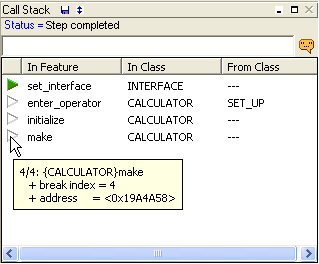 Call Stack
Status = Step completed
In Feature In Class From Class
set_interface INTERFACE ---
enter_operator CALCULATOR SET_UP
initialize CALCULATOR ---
make CALCULATOR ---
4/4: {CALCULATOR}make
+ break index = 4
+ address = <0x19A4A58>